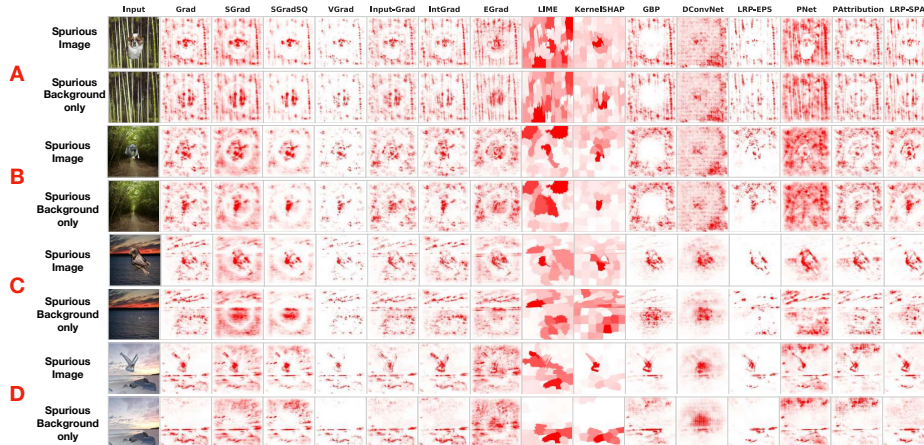 Input Grad SGrad SGradSQ VGrad Input-Grad IntGrad EGrad LIME KernelSHAP GBP DConvNet LRP-EPS PNet PAttribution LRP-SPA
A
Spurious
Image
Spurious
Background
only
B
Spurious
Image
Spurious
Background
only
C
Spurious
Image
Spurious
Background
only
D
Spurious
Image
Spurious
Background
only